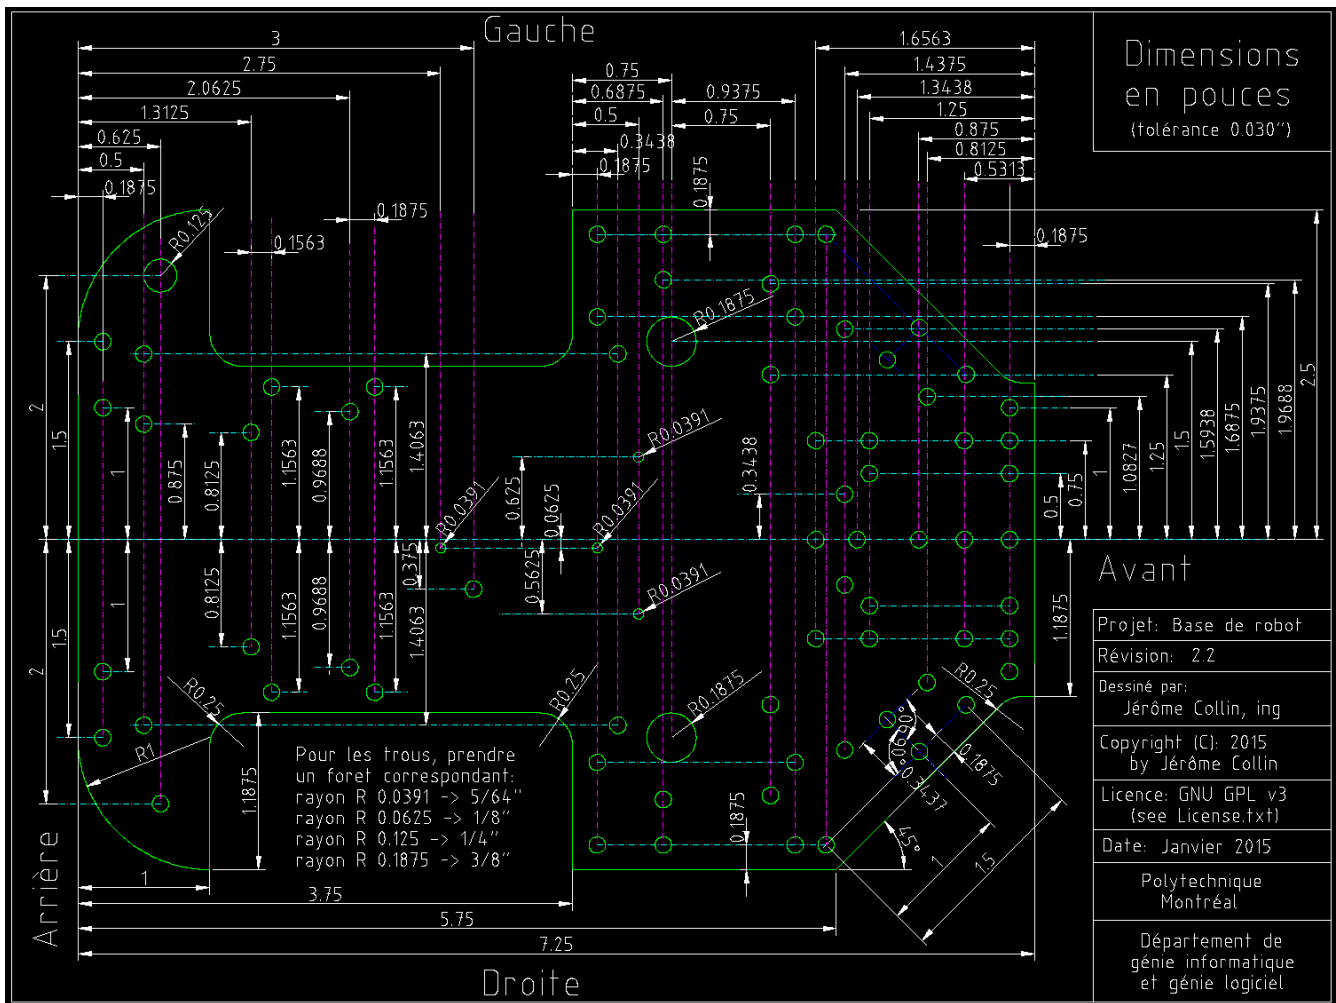 Gauche
3
2.75
2.0625
1.3125
0.625
0.5
0.1875
0.1875
0.1563
R0.125
0.75
0.6875
0.5
0.3438
0.1875
0.9375
0.75
0.1875
1.6563
1.4375
1.3438
1.25
0.875
0.8125
0.5313
0.1875
Dimensions
en pouces
(tolérance 0.030")
R0.1875
2
1.5
1
0.875
0.8125
1.1563
0.9688
1.1563
1.4063
R0.0391
0.625
R0.0391
0.0625
R0.0391
0.3438
0.5
0.75
1
1.0827
1.25
1.5
1.5938
1.6875
1.9375
1.9688
2.5
2
1.5
1
0.8125
1.1563
0.9688
1.1563
0.375
1.4063
0.5625
R0.0391
1.1875
Avant
R0.25
R1
R0.25
R0.1875
R0.25
90°
0.1875
0.3437
45°
1
1.5
Pour les trous, prendre
un foret correspondant:
rayon R 0.0391 -> 5/64"
rayon R 0.0625 -> 1/8"
rayon R 0.125 -> 1/4"
rayon R 0.1875 -> 3/8"
1.1875
0.1875
Arrière
1
3.75
5.75
7.25
Droite
Projet: Base de robot
Révision: 2.2
Dessiné par:
Jérôme Collin, ing
Copyright (C): 2015
by Jérôme Collin
Licence: GNU GPL v3
(see License.txt)
Date: Janvier 2015
Polytechnique
Montréal
Département de
génie informatique
et génie logiciel